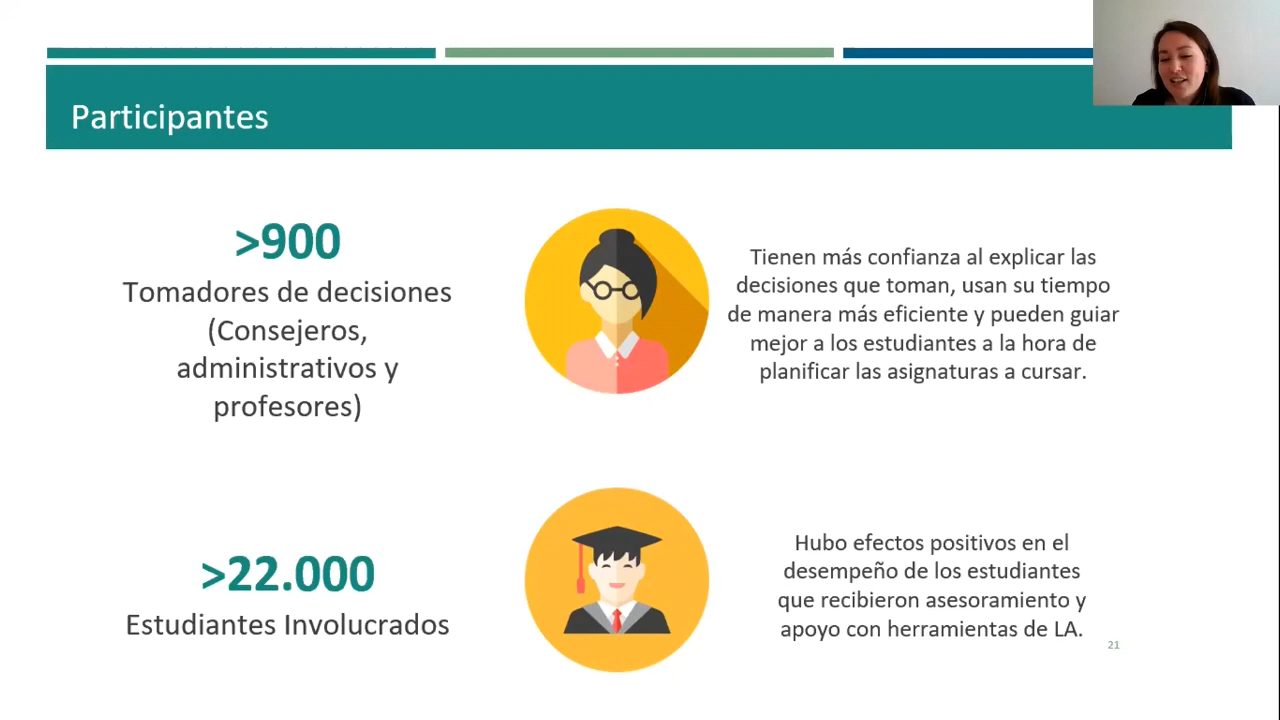 Participantes
>900
Tomadores de decisiones
(Consejeros,
administrativos y
profesores)
Tienen más confianza al explicar las
decisiones que toman, usan su tiempo
de manera más eficiente y pueden guiar
mejor a los estudiantes a la hora de
planificar las asignaturas a cursar.
>22.000
Estudiantes Involucrados
Hubo efectos positivos en el
desempeño de los estudiantes
que recibieron asesoramiento y
apoyo con herramientas de LA.
21